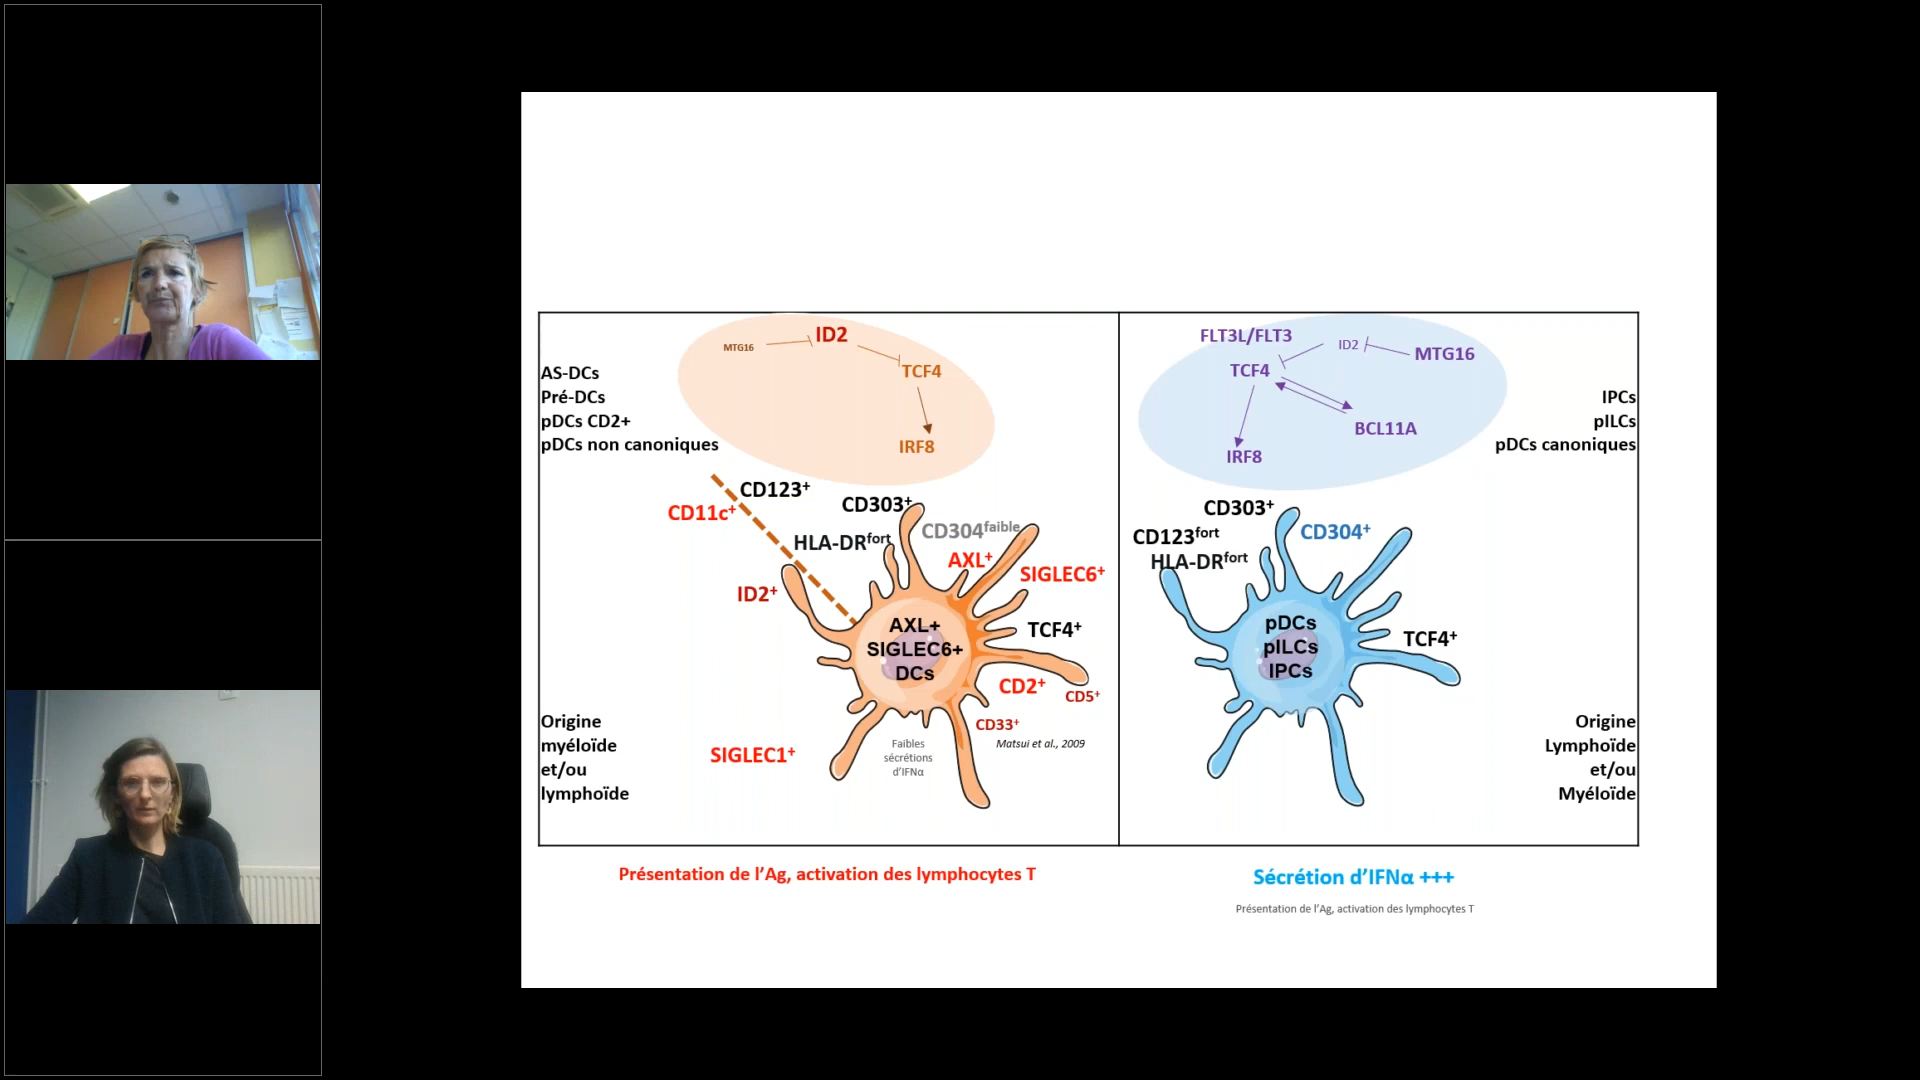 MTG16
ID2
TCF4
IRF8
AS-DCs
Pré-DCs
pDCs CD2+
pDCs non canoniques
CD123+
CD11c+
CD303+
CD304faible
HLA-DRfort
AXL+
SIGLEC6+
ID2+
AXL+
SIGLEC6+
DCs
TCF4+
CD2+
CD5+
CD33+
Matsui et al., 2009
Faibles
sécrétions
d'IFNα
SIGLEC1+
Origine
myéloïde
et/ou
lymphoïde
Présentation de l'Ag, activation des lymphocytes T
FLT3L/FLT3
ID2
MTG16
TCF4
BCL11A
IRF8
IPCs
pILCs
pDCs canoniques
CD303+
CD304+
CD123fort
HLA-DRfort
pDCs
pILCs
IPCs
TCF4+
Origine
Lymphoïde
et/ou
Myéloïde
Sécrétion d'IFNα +++
Présentation de l'Ag, activation des lymphocytes T